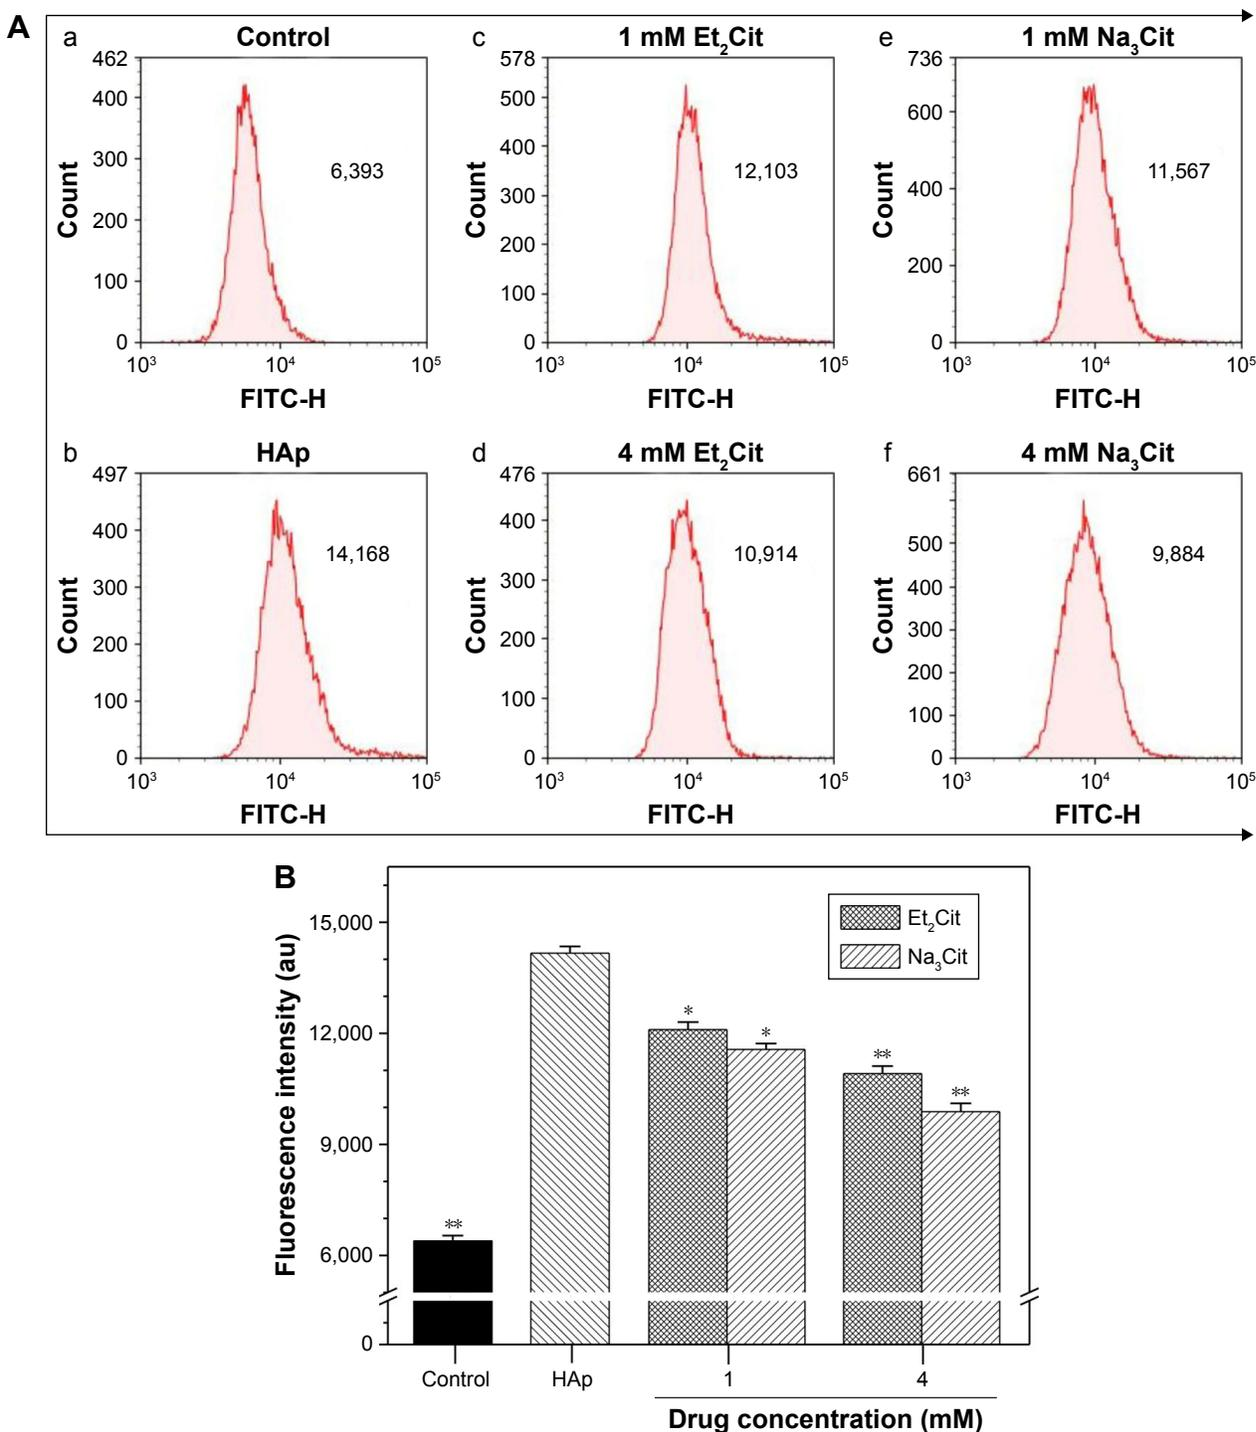 A
a
Control
462
400
300
200
100
0
Count
6,393
10³
10⁴
10⁵
FITC-H
c
1 mM Et₂Cit
578
500
400
300
200
100
0
Count
12,103
10³
10⁴
10⁵
FITC-H
e
1 mM Na₃Cit
736
600
400
200
0
Count
11,567
10³
10⁴
10⁵
FITC-H
b
HAp
497
400
300
200
100
0
Count
14,168
10³
10⁴
10⁵
FITC-H
d
4 mM Et₂Cit
476
400
300
200
100
0
Count
10,914
10³
10⁴
10⁵
FITC-H
f
4 mM Na₃Cit
661
500
400
300
200
100
0
Count
9,884
10³
10⁴
10⁵
FITC-H
B
Fluorescence intensity (au)
15,000
12,000
9,000
6,000
0
Et₂Cit
Na₃Cit
**
*
*
**
**
Control
HAp
1
4
Drug concentration (mM)